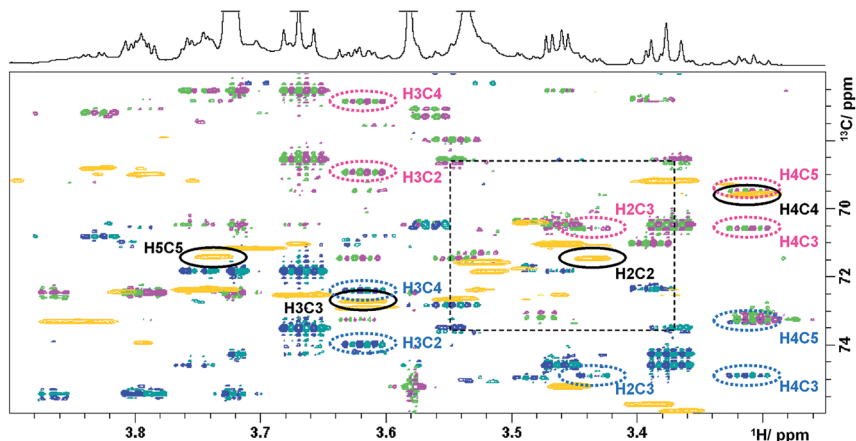 H3C4
¹³C/ ppm
H3C2
H4C5
H2C3
70
H4C4
H4C3
H5C5
H2C2
72
H3C4
H3C3
H4C5
H3C2
74
H2C3
H4C3
3.8
3.7
3.6
3.5
3.4
¹H/ ppm